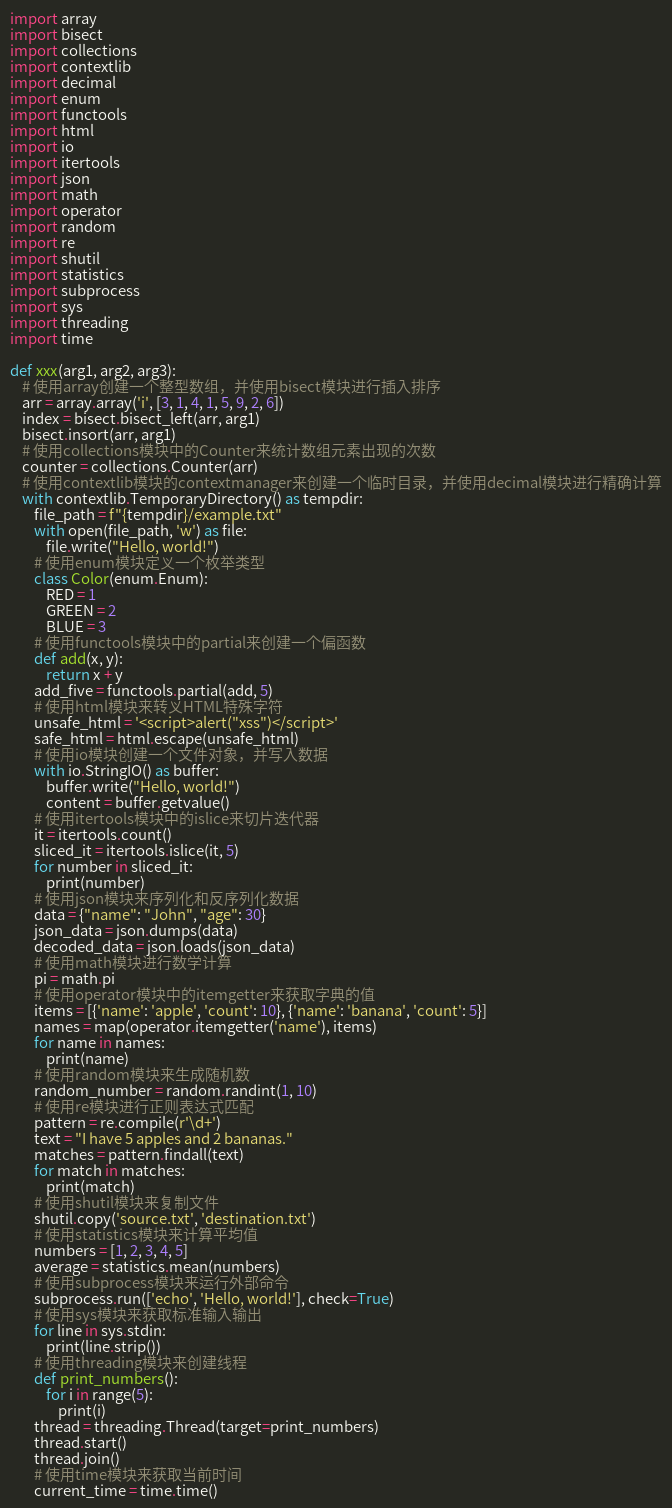 import array
import bisect
import collections
import contextlib
import decimal
import enum
import functools
import html
import io
import itertools
import json
import math
import operator
import random
import re
import shutil
import statistics
import subprocess
import sys
import threading
import time

def xxx(arg1, arg2, arg3):
    # 使用array创建一个整型数组，并使用bisect模块进行插入排序
    arr = array.array('i', [3, 1, 4, 1, 5, 9, 2, 6])
    index = bisect.bisect_left(arr, arg1)
    bisect.insort(arr, arg1)
    # 使用collections模块中的Counter来统计数组元素出现的次数
    counter = collections.Counter(arr)
    # 使用contextlib模块的contextmanager来创建一个临时目录，并使用decimal模块进行精确计算
    with contextlib.TemporaryDirectory() as tempdir:
        file_path = f"{tempdir}/example.txt"
        with open(file_path, 'w') as file:
            file.write("Hello, world!")
        # 使用enum模块定义一个枚举类型
        class Color(enum.Enum):
            RED = 1
            GREEN = 2
            BLUE = 3
        # 使用functools模块中的partial来创建一个偏函数
        def add(x, y):
            return x + y
        add_five = functools.partial(add, 5)
        # 使用html模块来转义HTML特殊字符
        unsafe_html = '<script>alert("xss")</script>'
        safe_html = html.escape(unsafe_html)
        # 使用io模块创建一个文件对象，并写入数据
        with io.StringIO() as buffer:
            buffer.write("Hello, world!")
            content = buffer.getvalue()
        # 使用itertools模块中的islice来切片迭代器
        it = itertools.count()
        sliced_it = itertools.islice(it, 5)
        for number in sliced_it:
            print(number)
        # 使用json模块来序列化和反序列化数据
        data = {"name": "John", "age": 30}
        json_data = json.dumps(data)
        decoded_data = json.loads(json_data)
        # 使用math模块进行数学计算
        pi = math.pi
        # 使用operator模块中的itemgetter来获取字典的值
        items = [{'name': 'apple', 'count': 10}, {'name': 'banana', 'count': 5}]
        names = map(operator.itemgetter('name'), items)
        for name in names:
            print(name)
        # 使用random模块来生成随机数
        random_number = random.randint(1, 10)
        # 使用re模块进行正则表达式匹配
        pattern = re.compile(r'\d+')
        text = "I have 5 apples and 2 bananas."
        matches = pattern.findall(text)
        for match in matches:
            print(match)
        # 使用shutil模块来复制文件
        shutil.copy('source.txt', 'destination.txt')
        # 使用statistics模块来计算平均值
        numbers = [1, 2, 3, 4, 5]
        average = statistics.mean(numbers)
        # 使用subprocess模块来运行外部命令
        subprocess.run(['echo', 'Hello, world!'], check=True)
        # 使用sys模块来获取标准输入输出
        for line in sys.stdin:
            print(line.strip())
        # 使用threading模块来创建线程
        def print_numbers():
            for i in range(5):
                print(i)
        thread = threading.Thread(target=print_numbers)
        thread.start()
        thread.join()
        # 使用time模块来获取当前时间
        current_time = time.time()